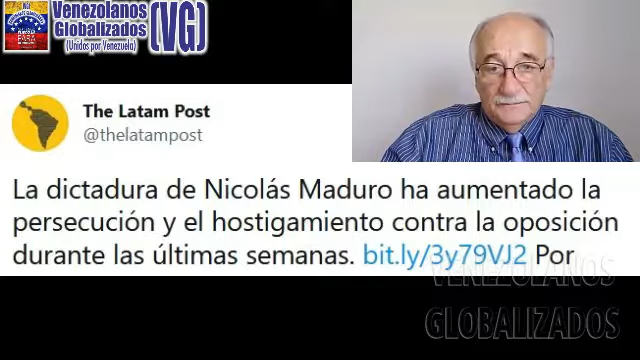 Venezolanos
Globalizados
(Unidos por Venezuela)
(VG)
The Latam Post
@thelatampost
La dictadura de Nicolás Maduro ha aumentado la
persecución y el hostigamiento contra la oposición
durante las últimas semanas. bit.ly/3y79VJ2 Por
VENEZOLANOS
GLOBALIZADOS